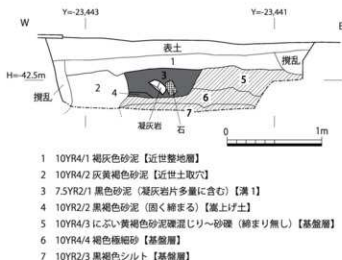 Y=-23,443
Y=-23,441
W
E
表土
1
撹乱
H=-42.5m
撹乱
2
3
4
5
6
7
凝灰岩
石
0
1m
1 10YR4/1 褐灰色砂泥【近世整地層】
2 10YR4/2 灰黄褐色砂泥【近世土取穴】
3 7.5YR2/1 黒色砂泥（凝灰岩片多量に含む）【溝 1】
4 10YR2/2 黒褐色砂泥（固く締まる）【嵩上げ土】
5 10YR4/3 にぶい黄褐色砂泥礫混じり～砂礫（締まり無し）【基盤層】
6 10YR4/4 褐色極細砂【基盤層】
7 10YR2/3 黒褐色シルト【基盤層】